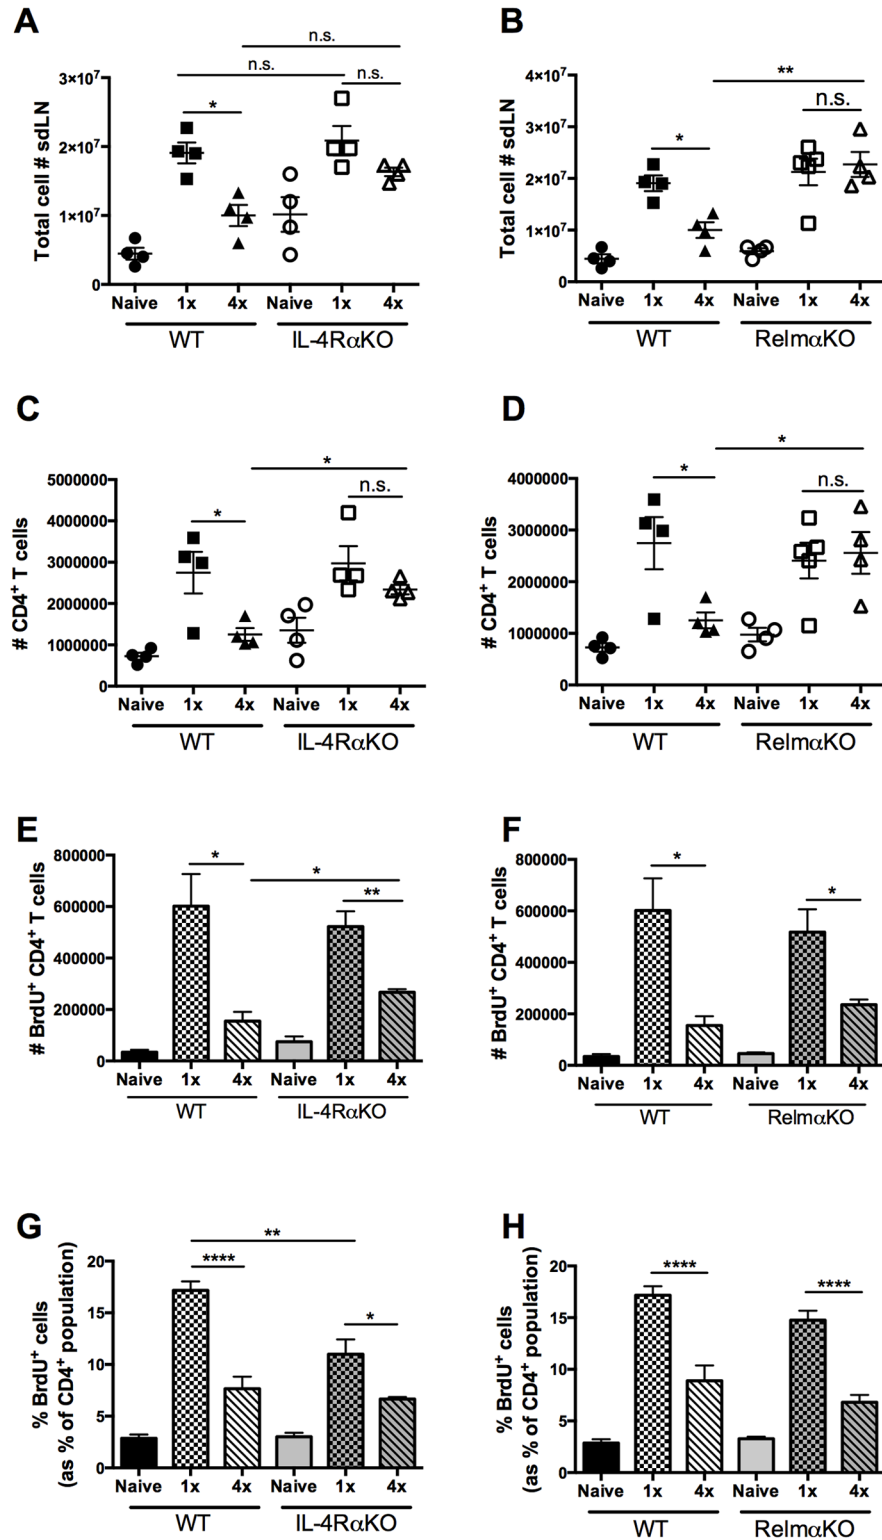 A
n.s.
n.s.
n.s.
*
Total cell # sdLN
3×10⁷
2×10⁷
1×10⁷
0
Naive 1x 4x Naive 1x 4x
WT IL-4RαKO
B
**
n.s.
*
Total cell # sdLN
4×10⁷
3×10⁷
2×10⁷
1×10⁷
0
Naive 1x 4x Naive 1x 4x
WT RelmαKO
C
*
n.s.
*
# CD4⁺ T cells
5000000
4000000
3000000
2000000
1000000
0
Naive 1x 4x Naive 1x 4x
WT IL-4RαKO
D
*
*
n.s.
# CD4⁺ T cells
4000000
3000000
2000000
1000000
0
Naive 1x 4x Naive 1x 4x
WT RelmαKO
E
*
*
**
# BrdU⁺ CD4⁺ T cells
800000
600000
400000
200000
0
Naive 1x 4x Naive 1x 4x
WT IL-4RαKO
F
*
*
# BrdU⁺ CD4⁺ T cells
800000
600000
400000
200000
0
Naive 1x 4x Naive 1x 4x
WT RelmαKO
G
**
****
*
% BrdU⁺ cells
(as % of CD4⁺ population)
20
15
10
5
0
Naive 1x 4x Naive 1x 4x
WT IL-4RαKO
H
****
****
% BrdU⁺ cells
(as % of CD4⁺ population)
20
15
10
5
0
Naive 1x 4x Naive 1x 4x
WT RelmαKO